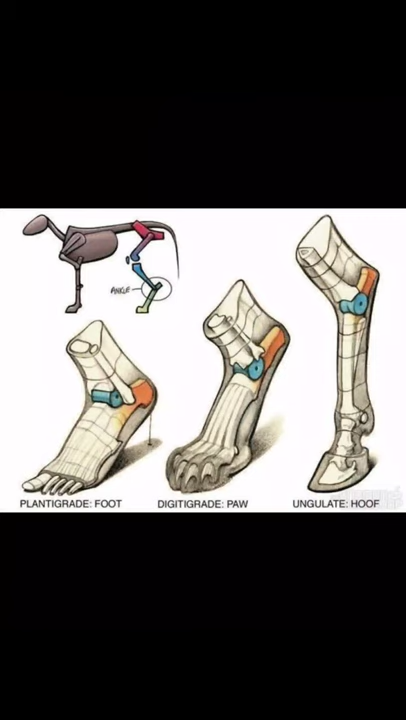 ANKLE
PLANTIGRADE: FOOT
DIGITIGRADE: PAW
UNGULATE: HOOF